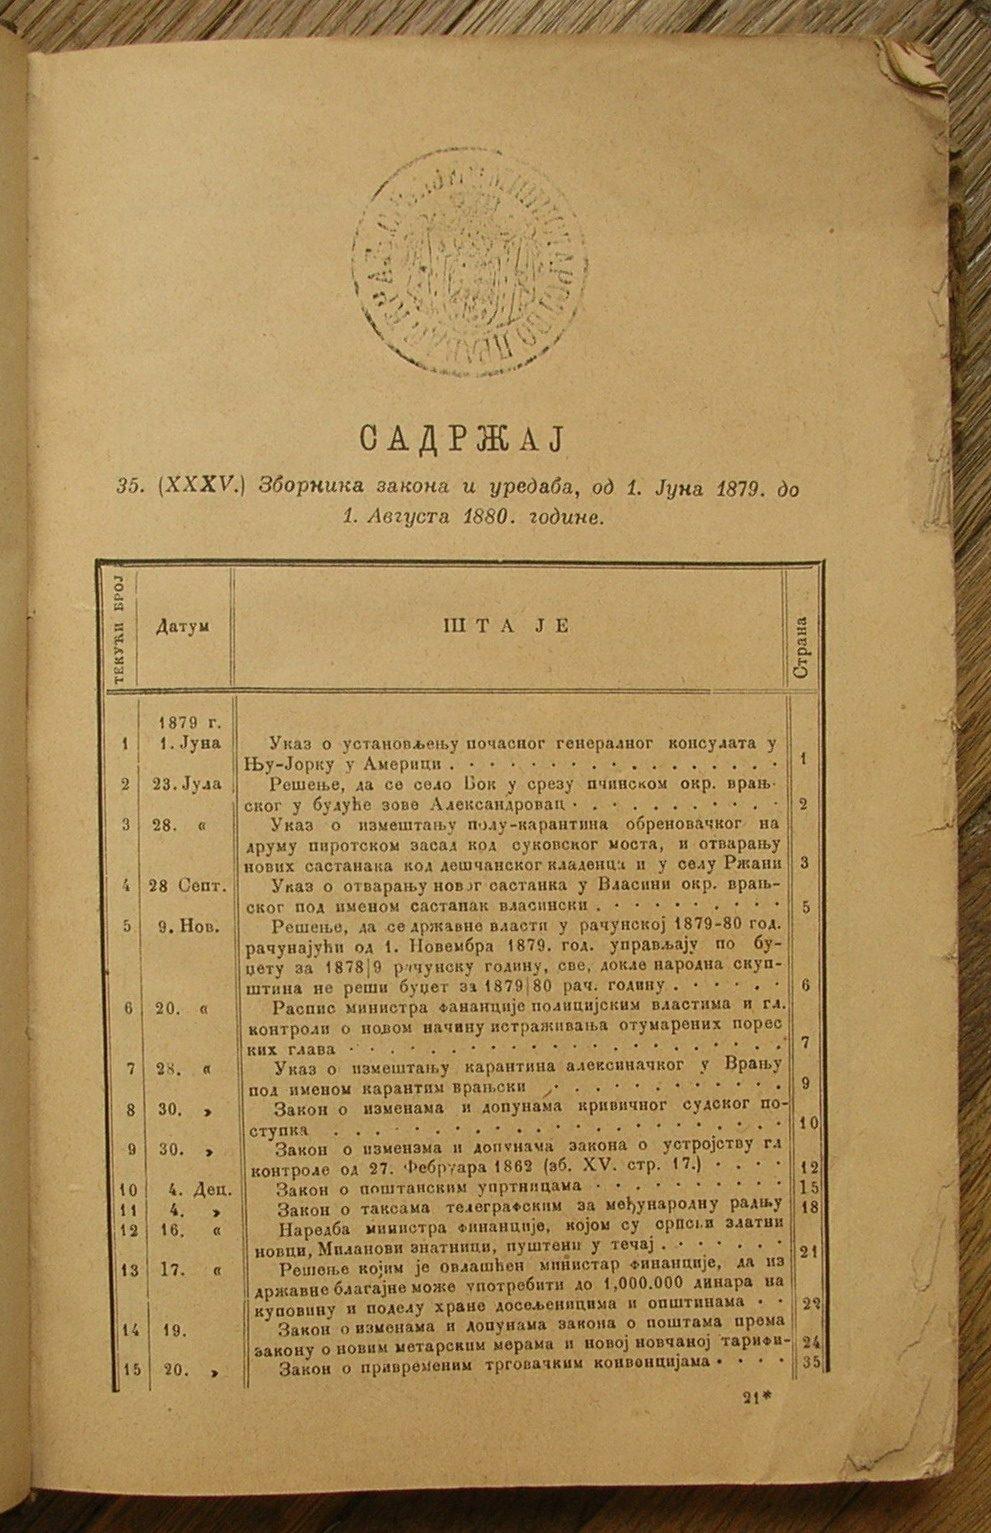 САДРЖАЈ
35. (XXXV.) Зборника закона и уредаба, од 1. Јуна 1879. до
1. Августа 1880. године.
ТЕКУЋИ БРОЈ Датум ШТА ЈЕ Страна
1879 г.
1 1. Јуна Указ о установљењу почасног генералног консулата у
Њу-Јорку у Америци . . . . . . . . . . . . . . . . 1
2 23. Јула Решење, да се село Бок у срезу пчинском окр. врањ-
ског у будуће зове Александровац . . . . . . . . . . 2
3 28. « Указ о измештању полу-карантина обреновачког на
друму пиротском засад код суковског моста, и отварању
нових састанака код дешчанског кладенца и у селу Ржани 3
4 28 Септ. Указ о отварању новог састанка у Власини окр. врањ-
ског под именом састанак власински . . . . . . . . . 5
5 9. Нов. Решење, да се државне власти у рачунској 1879-80 год.
рачунајући од 1. Новембра 1879. год. управљају по бу-
џету за 1878|9 рачунску годину, све, докле народна скуп-
штина не реши буџет за 1879|80 рач. годину . . . . . . 6
6 20. « Распис министра фананције полицијским властима и гл.
контроли о новом начину истраживања отумарених порес
ких глава . . . . . . . . . . . . . . . . . . . . 7
7 28. « Указ о измештању карантина алексиначког у Врању
под именом карантин врањски . . . . . . . . . . . . 9
8 30. » Закон о изменама и допунама кривичног судског по-
ступка . . . . . . . . . . . . . . . . . . . . . 10
9 30. » Закон о изменама и допунама закона о устројству гл
контроле од 27. Фебруара 1862 (зб. XV. стр. 17.) . . . . 12
10 4. Дец. Закон о поштанским упртницама . . . . . . . . . . 15
11 4. » Закон о таксама телеграфским за међународну радњу 18
12 16. « Наредба министра финанције, којом су српски златни
новци, Миланови знатници, пуштени у течај . . . . . . 21
13 17. « Решење којим је овлашћен министар финанције, да из
државне благајне може употребити до 1,000.000 динара на
куповину и поделу хране досељеницима и општинама . . 22
14 19. Закон о изменама и допунама закона о поштама према
закону о новим метарским мерама и новој новчаној тарифи- 24
15 20. » Закон о привременим трговачким конвенцијама . . . . 35
21*